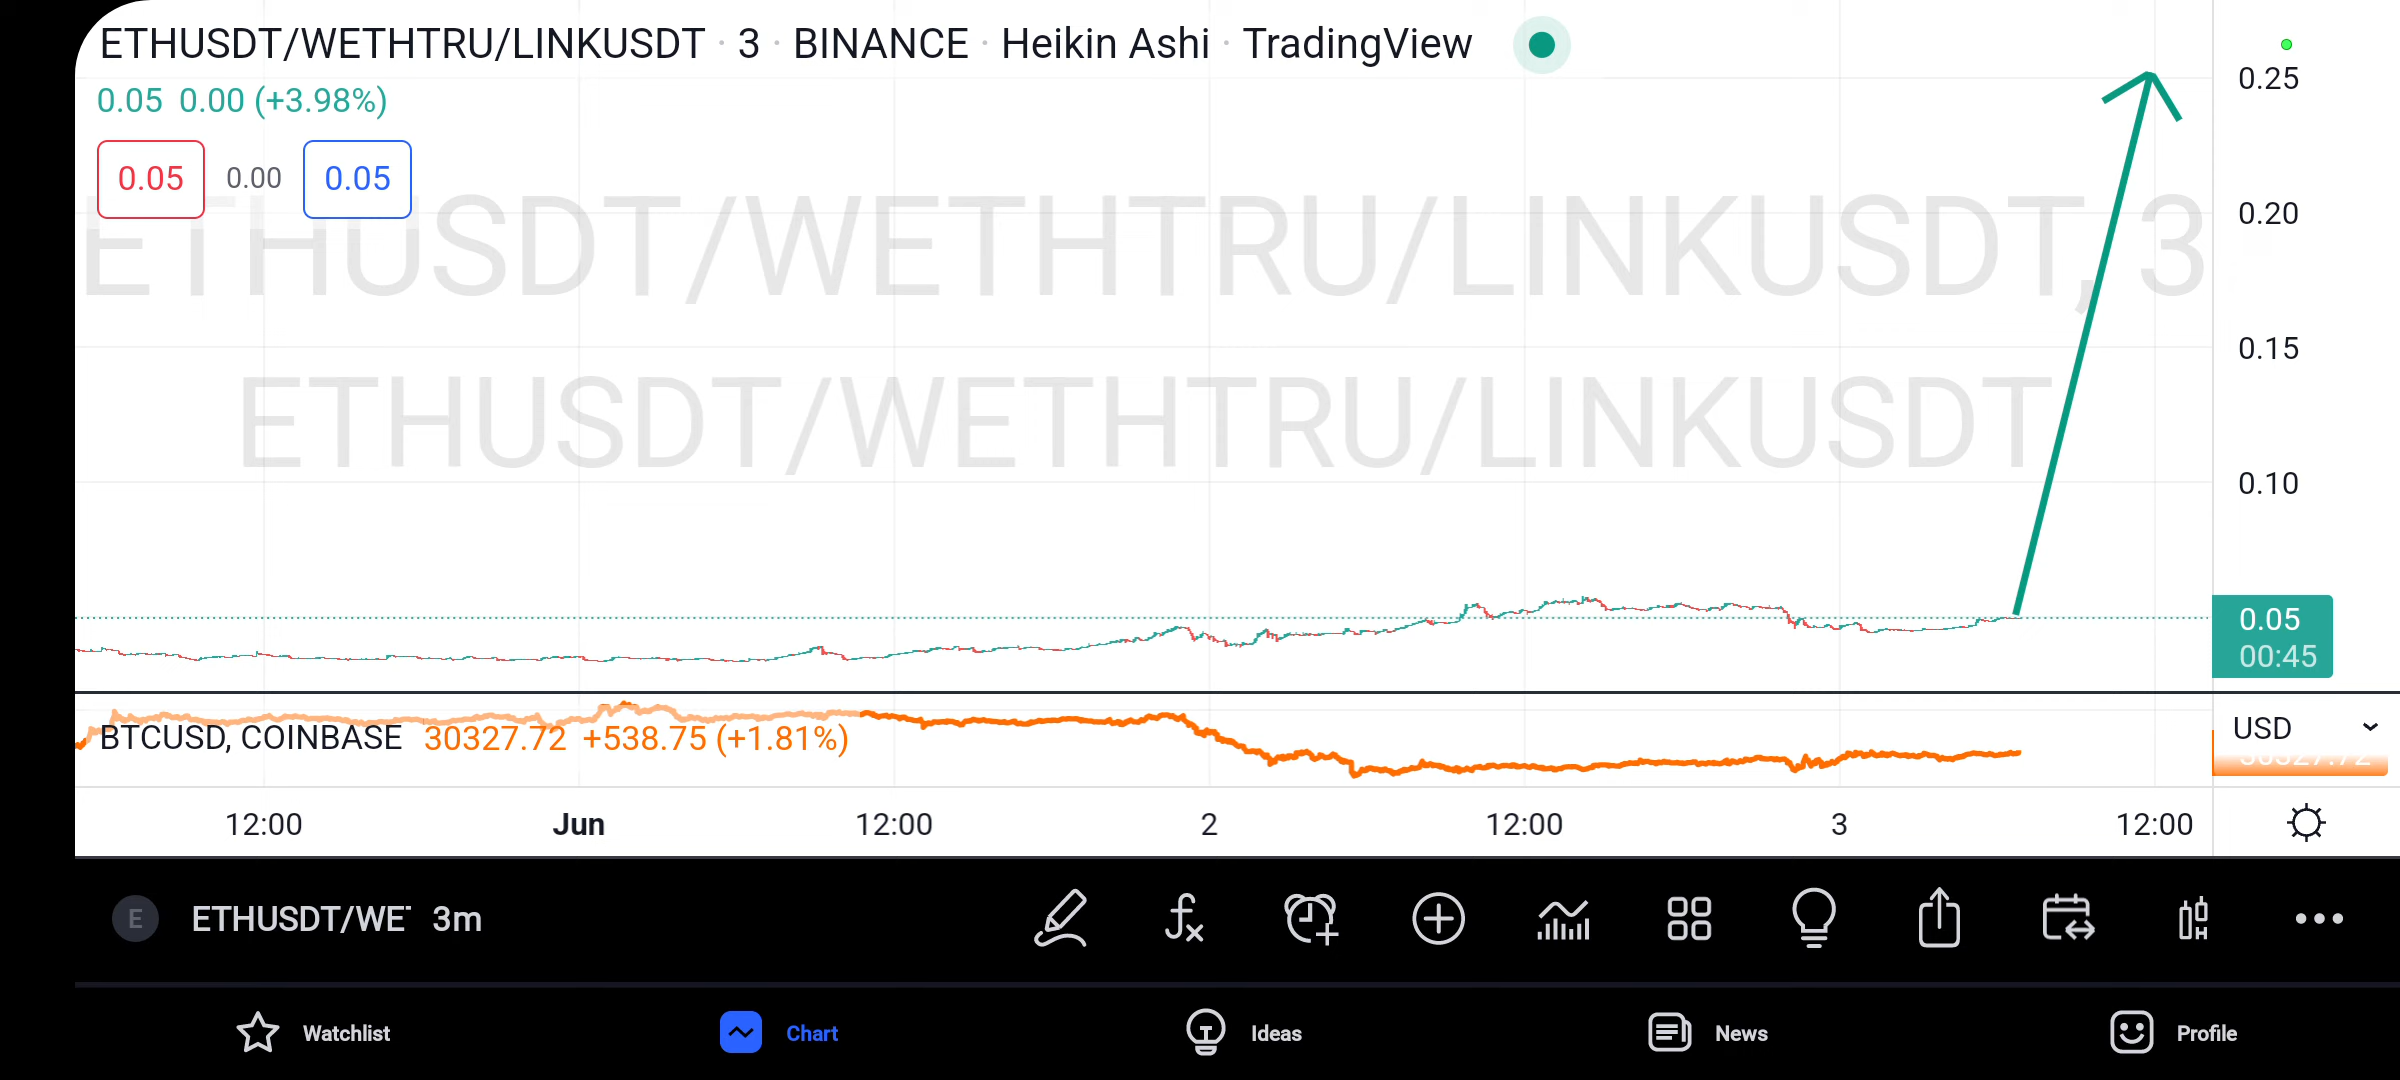 ETHUSDT/WETHTRU/LINKUSDT · 3 · BINANCE · Heikin Ashi · TradingView
0.05 0.00 (+3.98%)
0.05 0.00 0.05
ETHUSDT/WETHTRU/LINKUSDT, 3
ETHUSDT/WETHTRU/LINKUSDT
0.25
0.20
0.15
0.10
0.05
00:45
BTCUSD, COINBASE 30327.72 +538.75 (+1.81%)
USD
30327.72
12:00 Jun 12:00 2 12:00 3 12:00
E ETHUSDT/WE 3m
Watchlist Chart Ideas News Profile